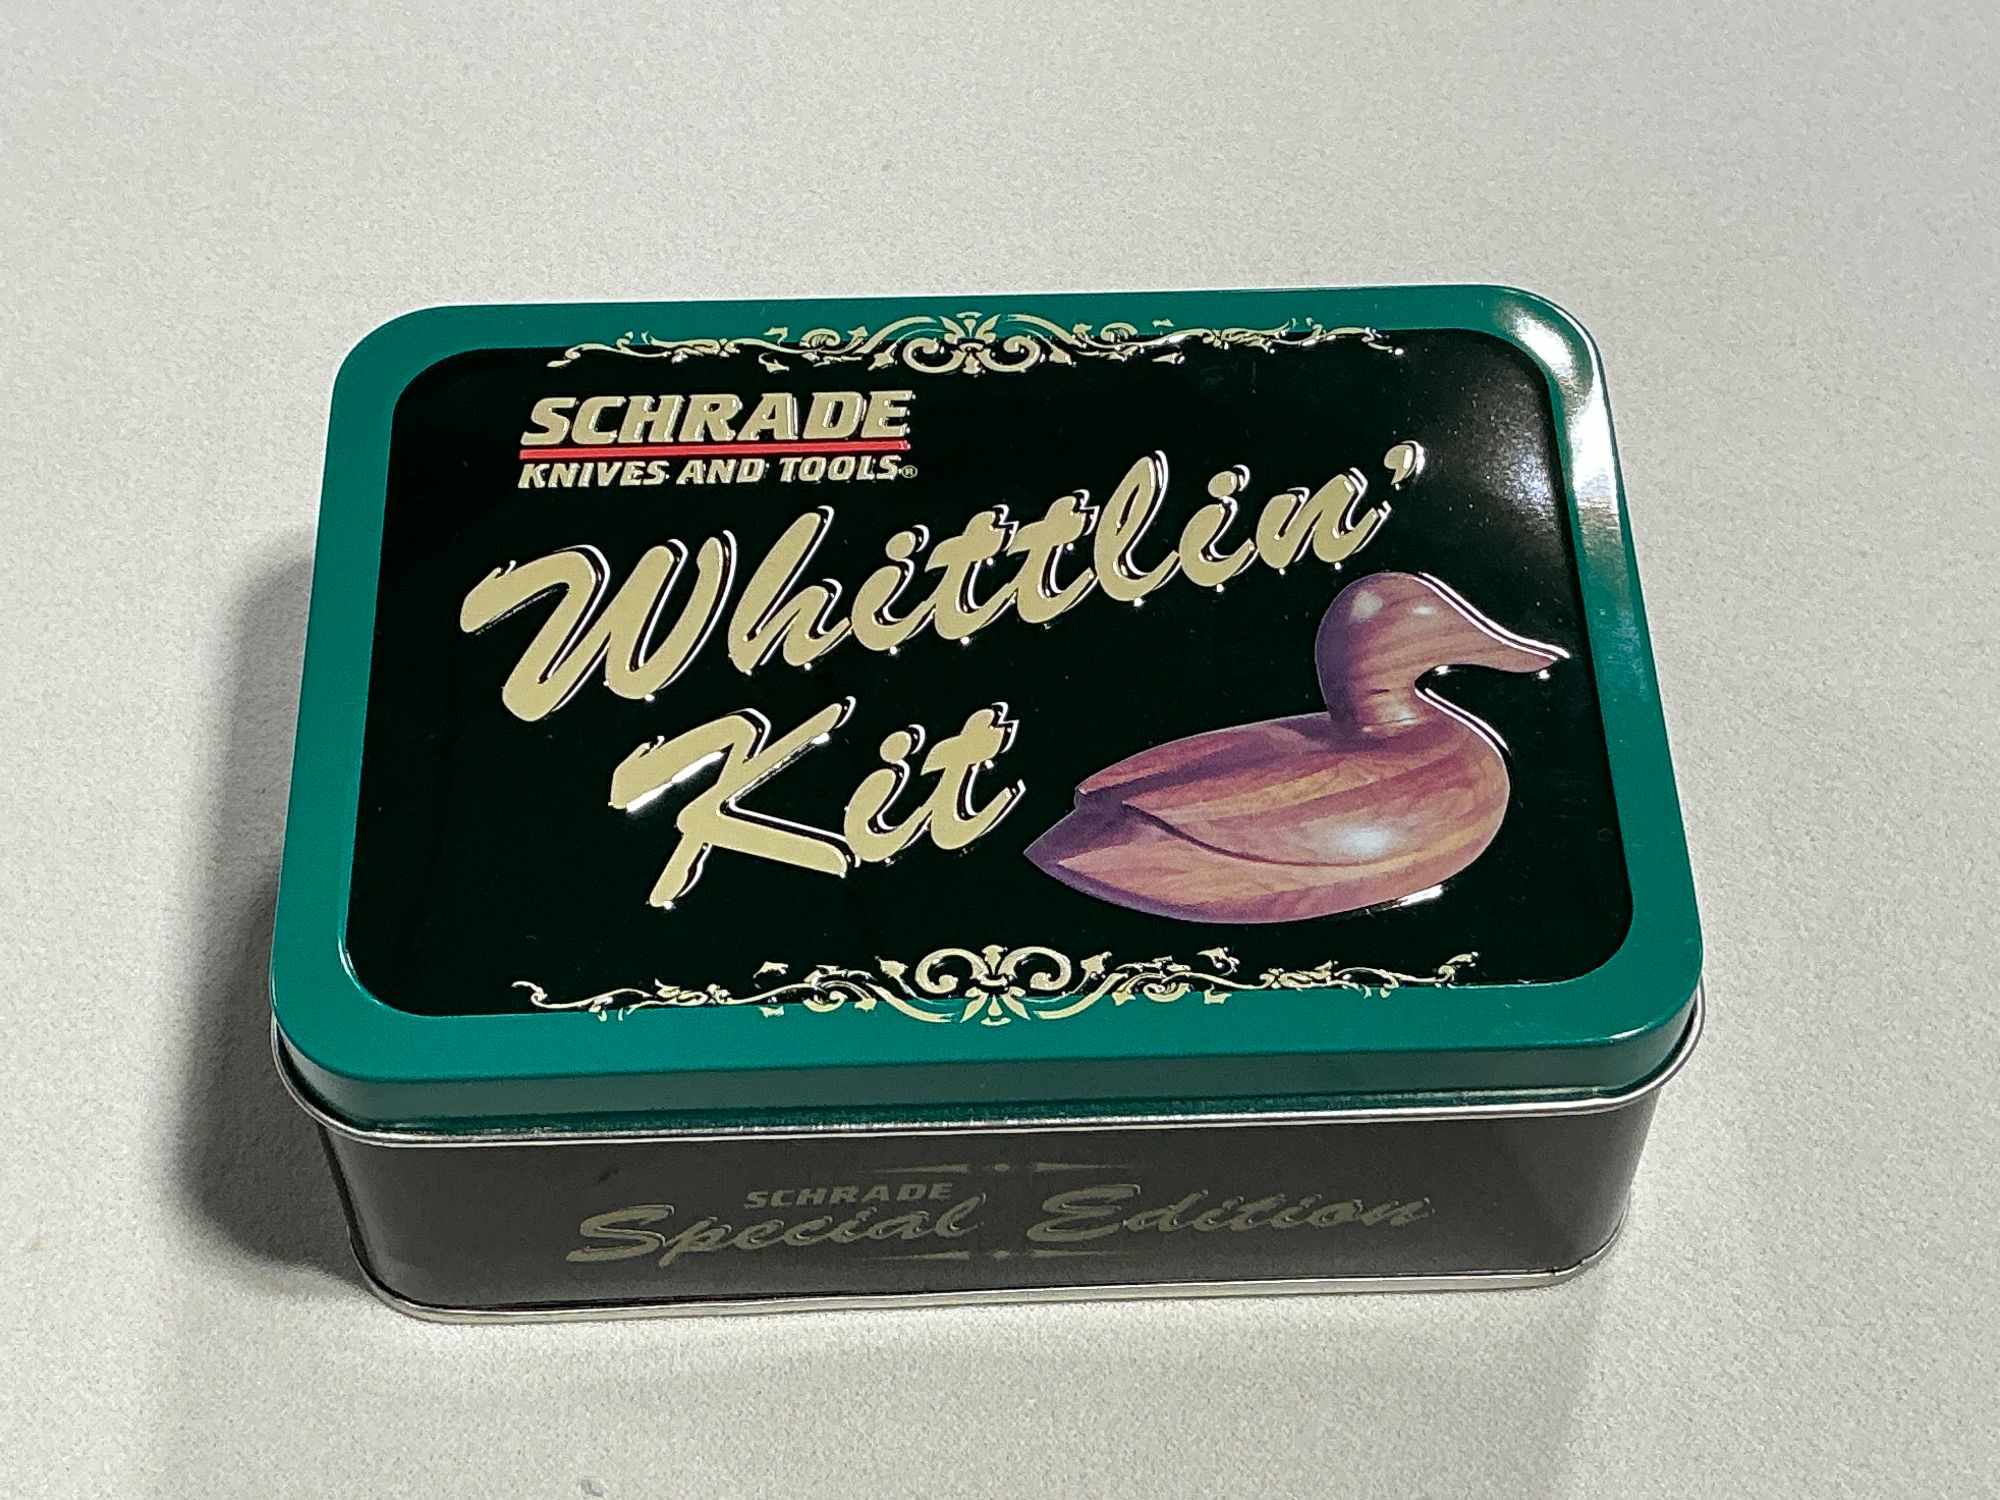 SCHRADE
KNIVES AND TOOLS®
Whittlin'
Kit
SCHRADE
Special Edition